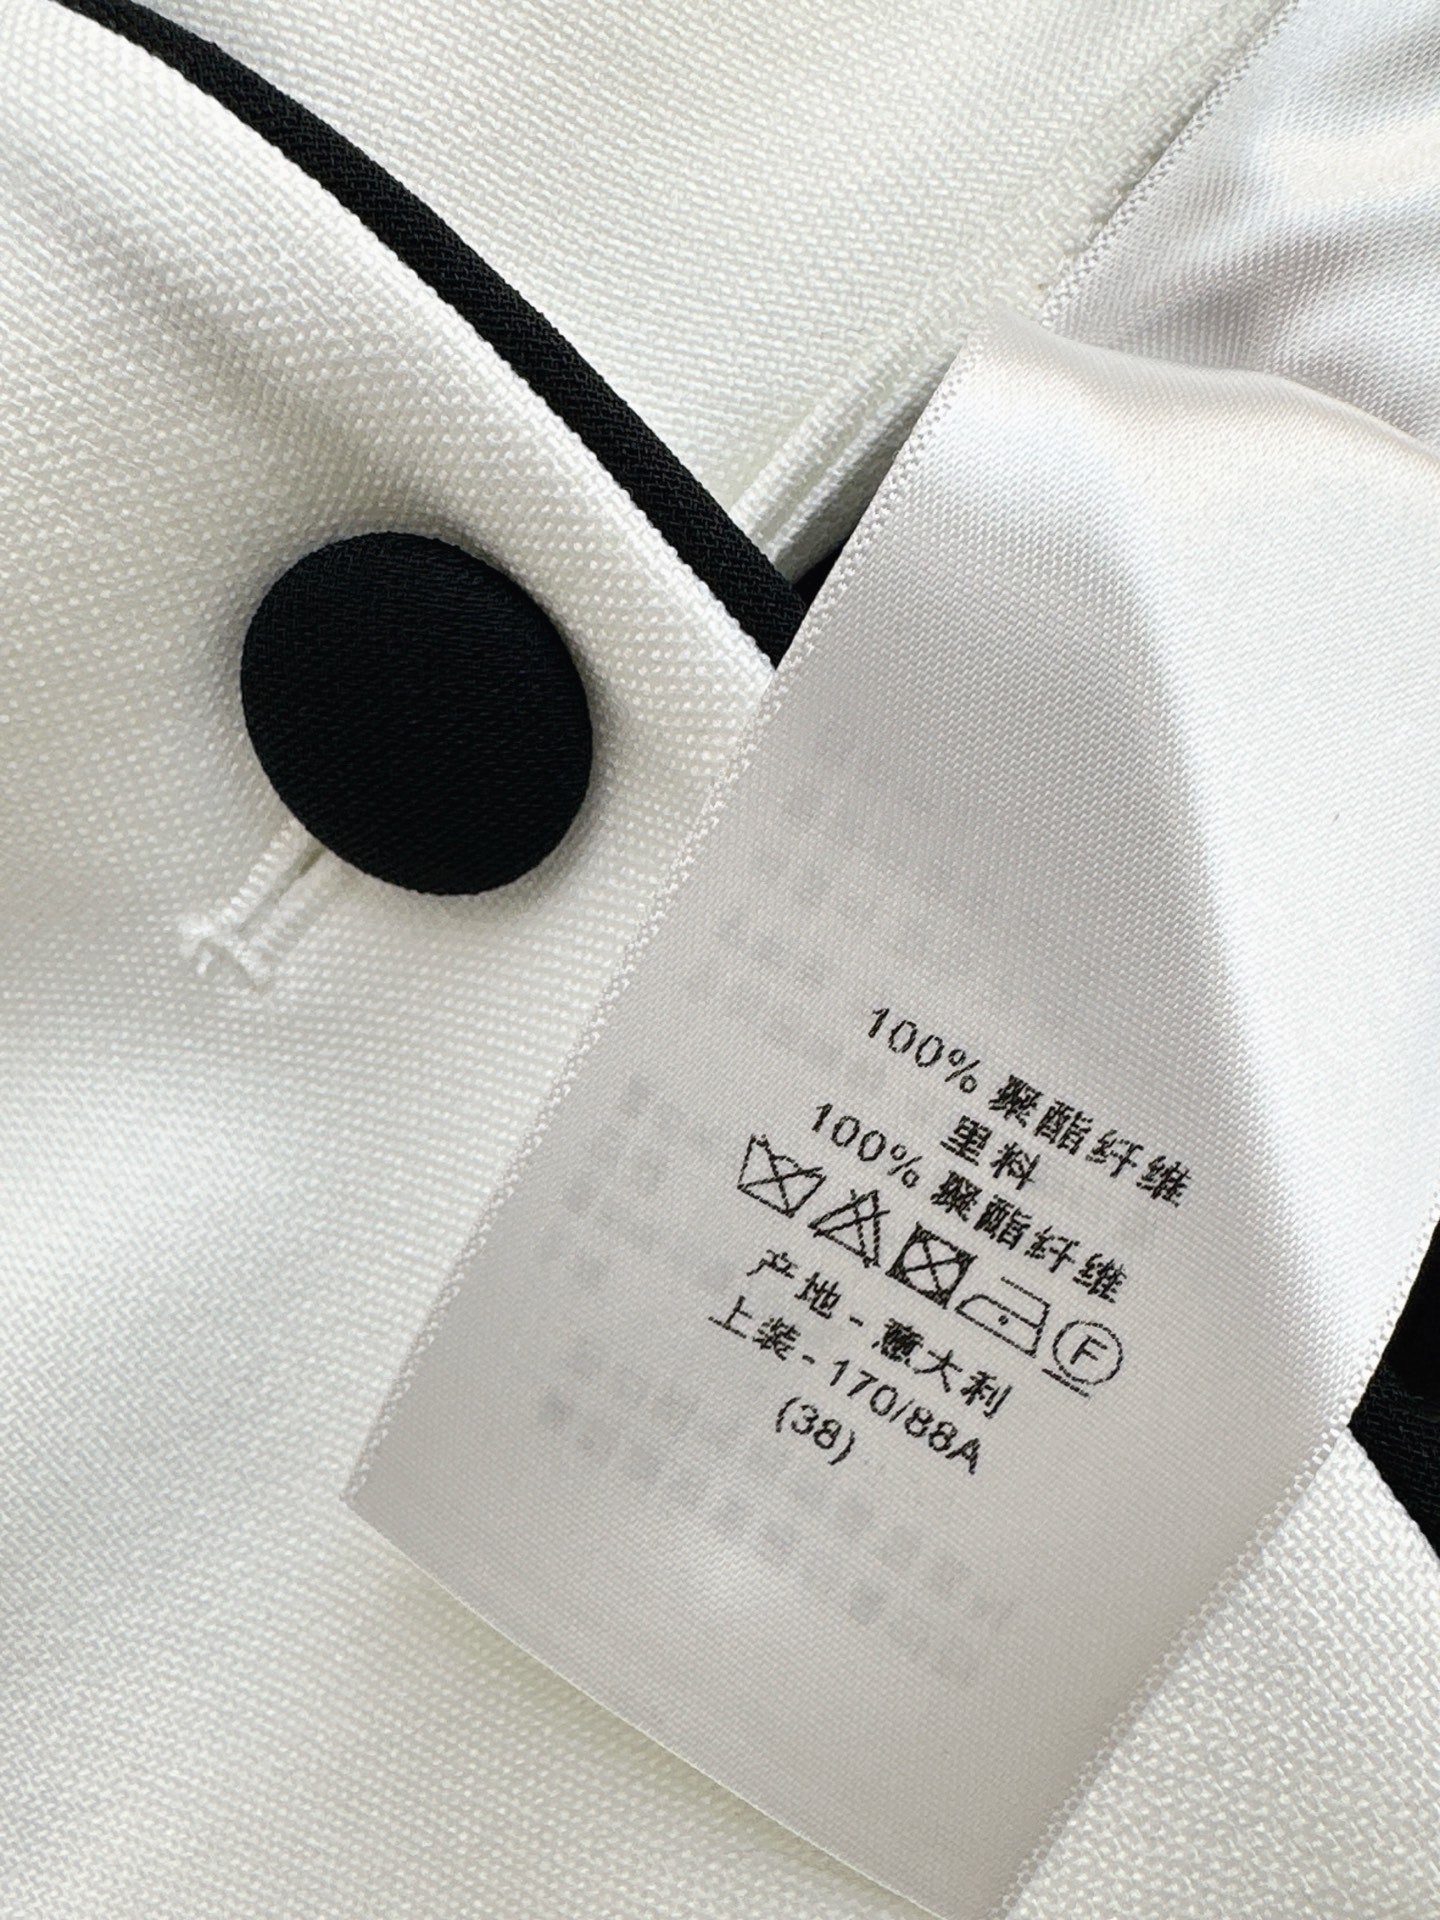 100% 聚酯纤维
里料
100% 聚酯纤维
F
产地 - 意大利
上装 - 170/88A
(38)